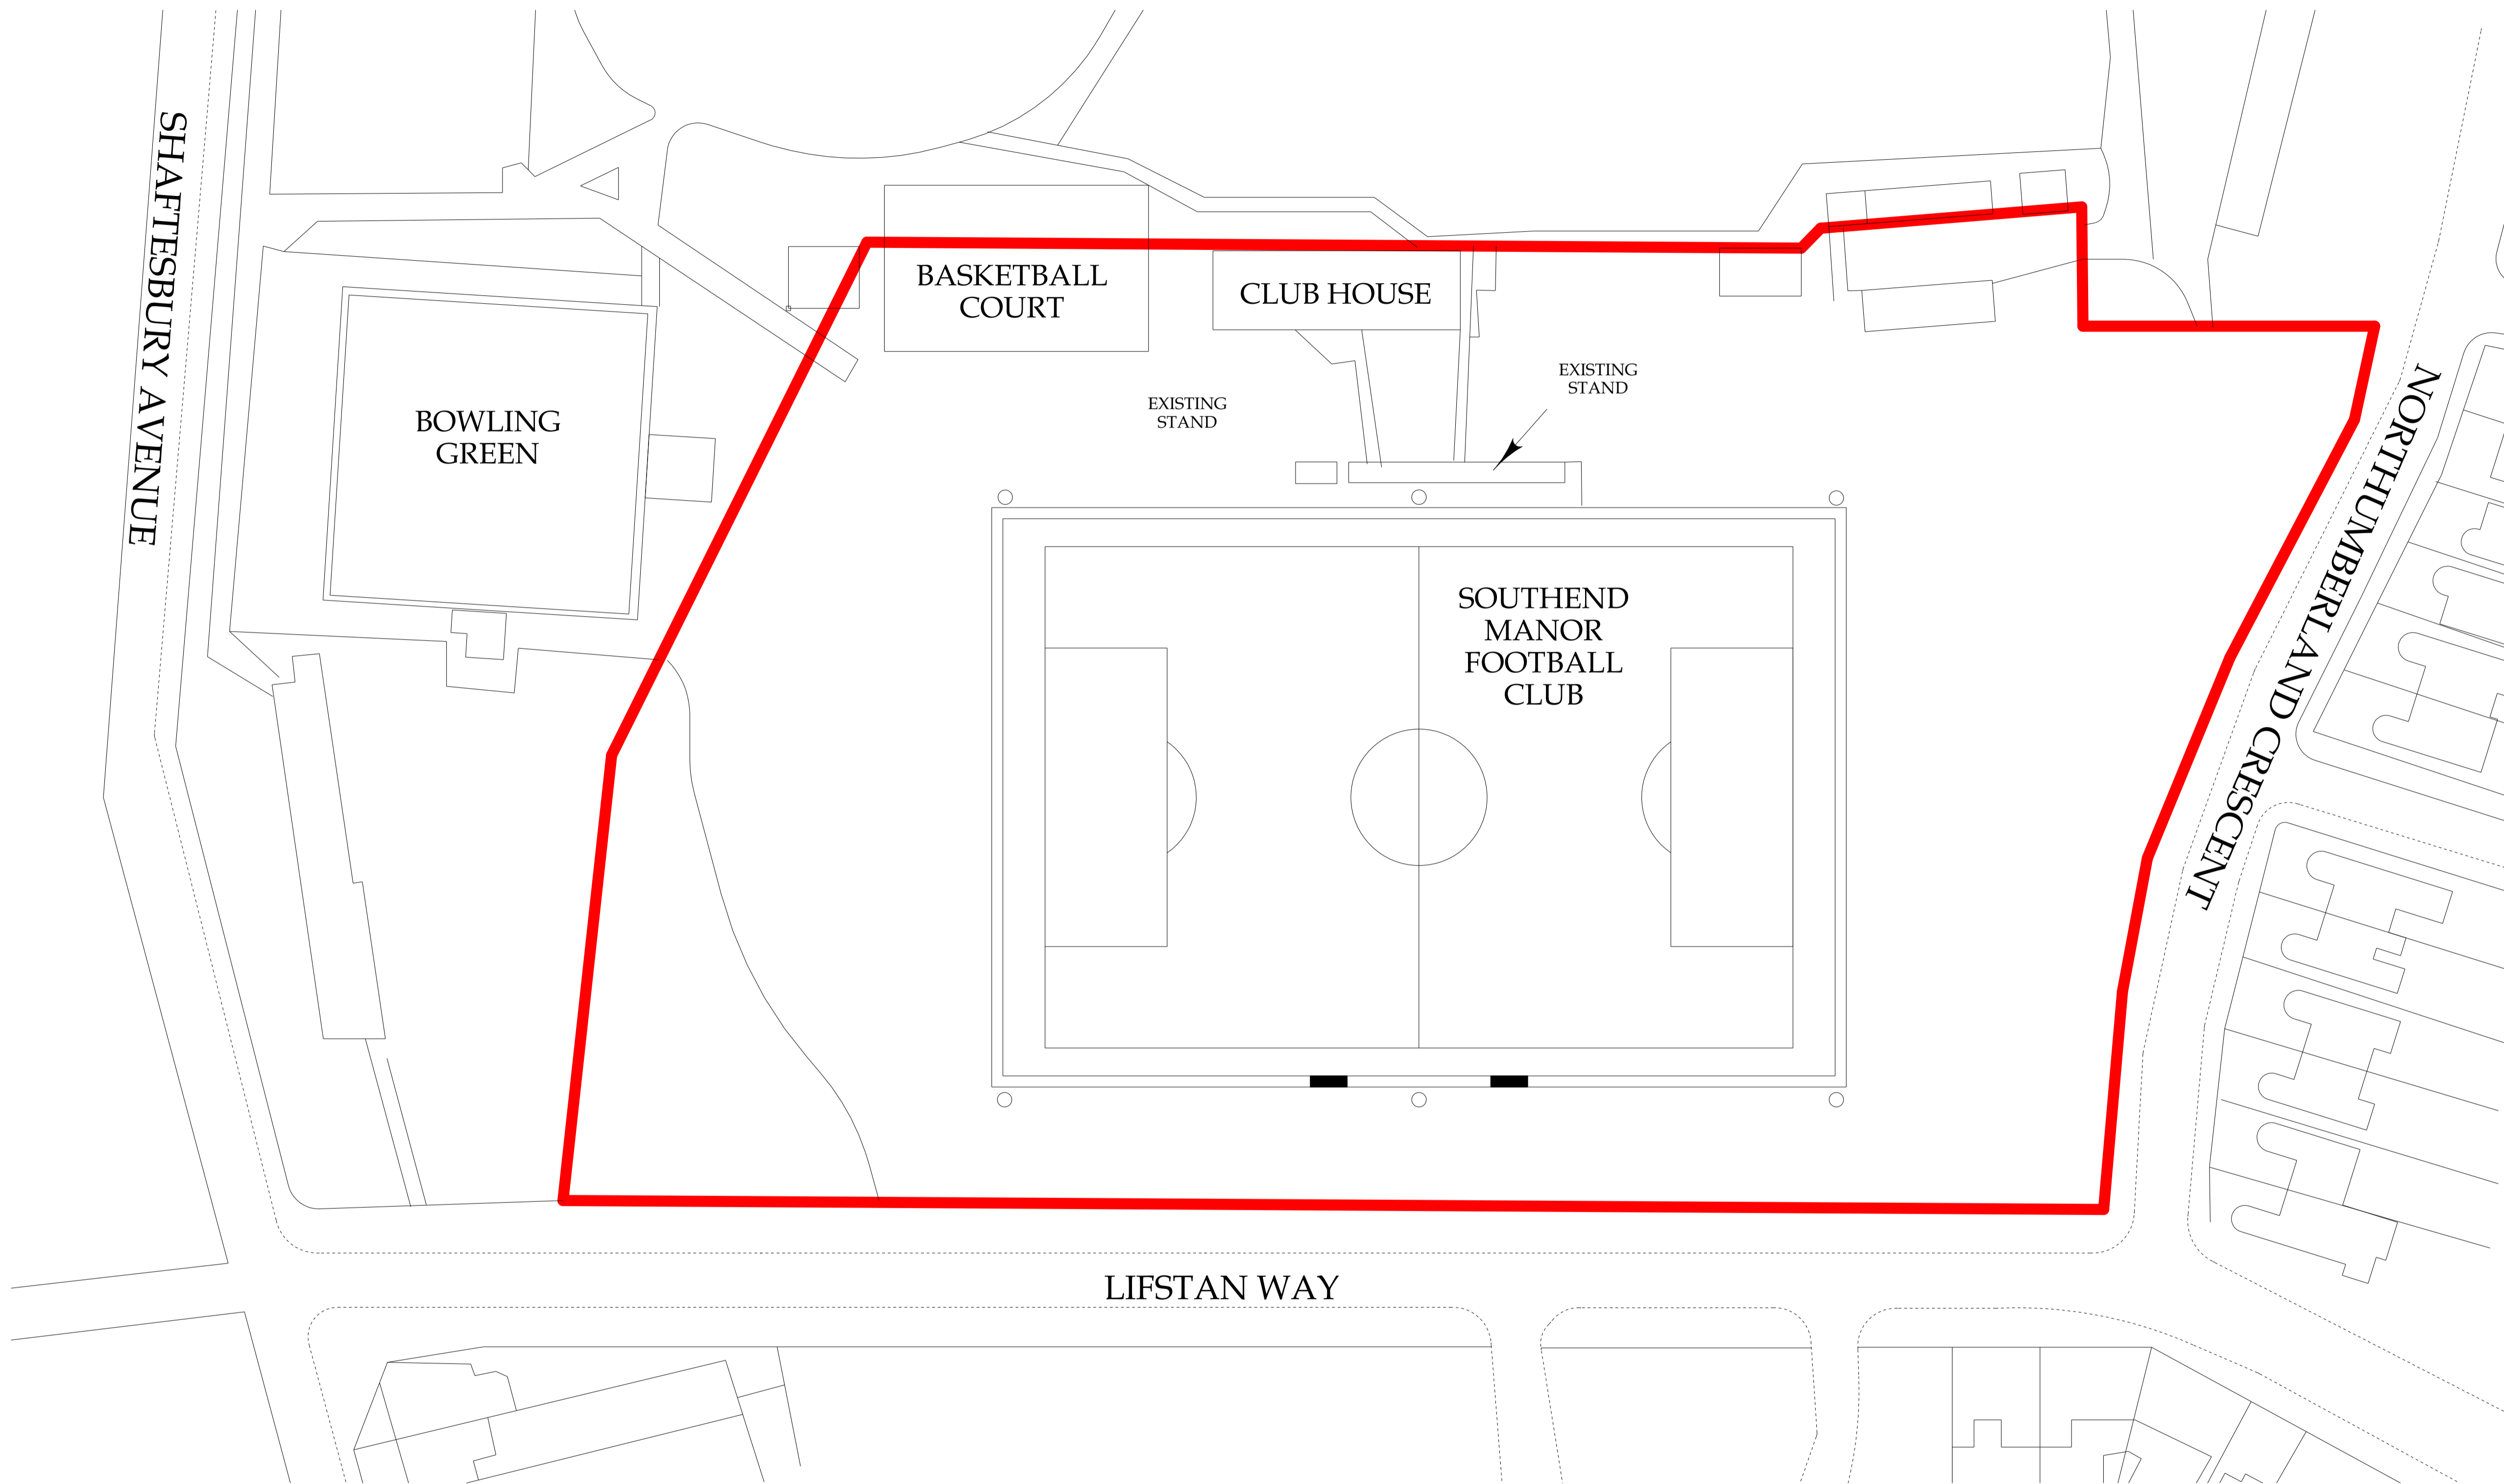 SHAFTESBURY AVENUE
BASKETBALL
COURT
CLUB HOUSE
EXISTING
STAND
EXISTING
STAND
BOWLING
GREEN
NORTHUMBERLAND CRESCENT
SOUTHEND
MANOR
FOOTBALL
CLUB
LIFSTAN WAY